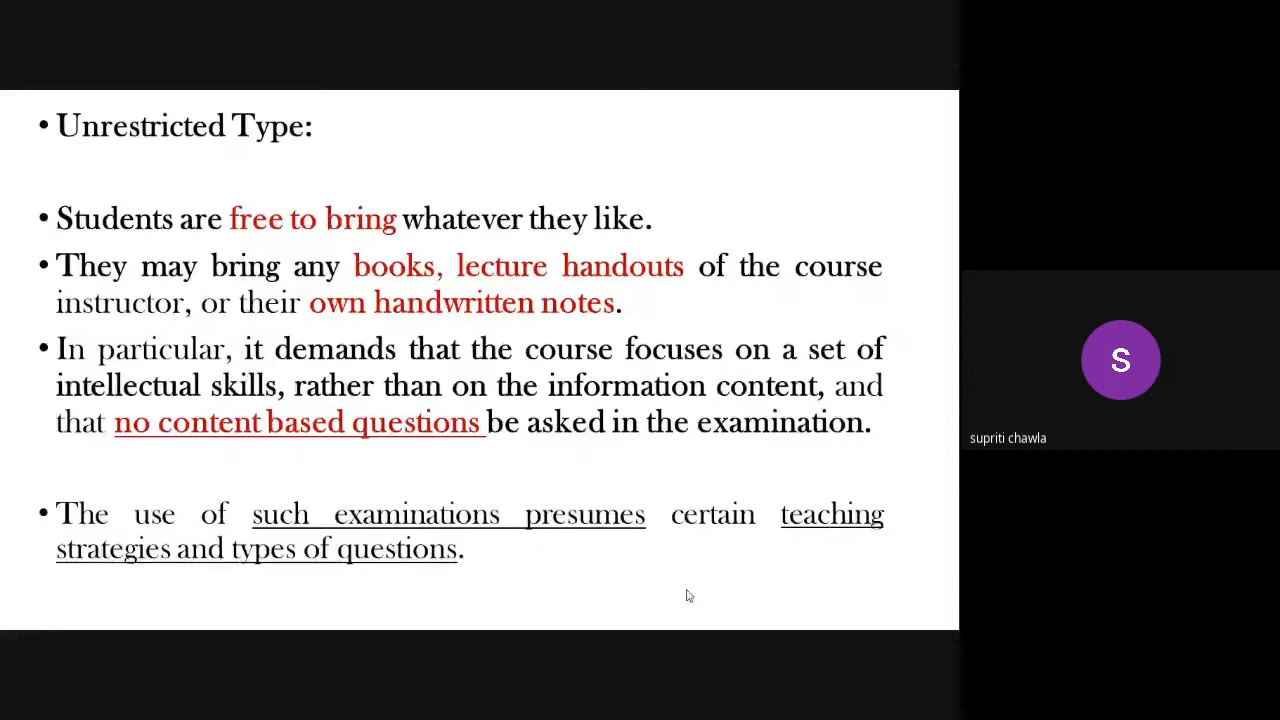 • Unrestricted Type:
• Students are free to bring whatever they like.
• They may bring any books, lecture handouts of the course
instructor, or their own handwritten notes.
• In particular, it demands that the course focuses on a set of
intellectual skills, rather than on the information content, and
that no content based questions be asked in the examination.
• The use of such examinations presumes certain teaching
strategies and types of questions.
S
supriti chawla